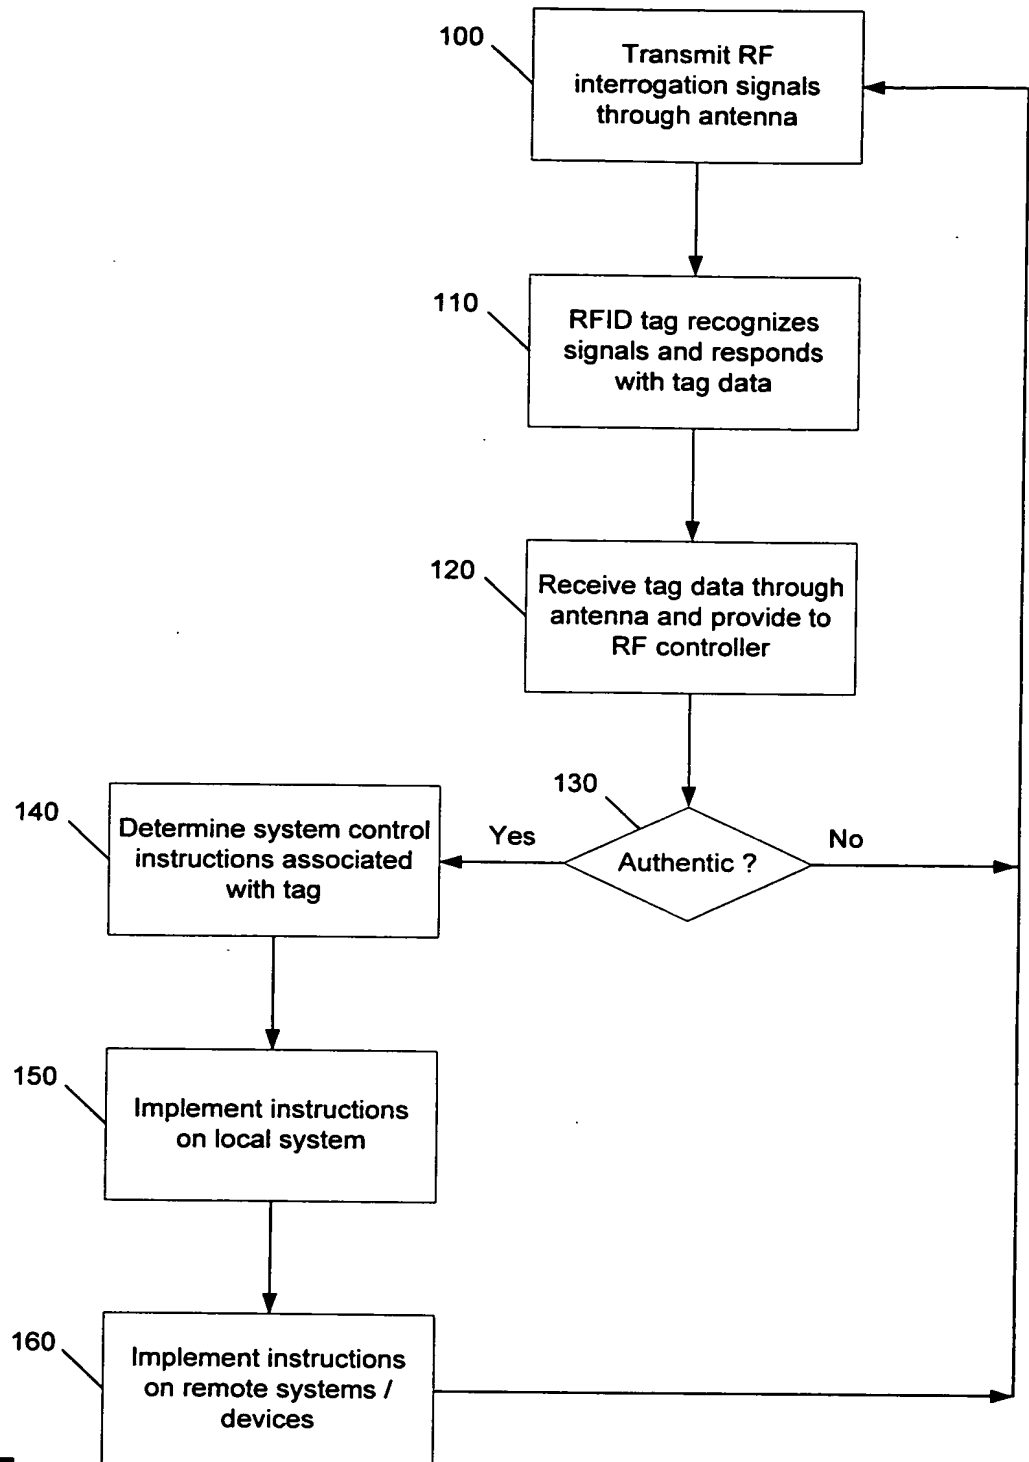 100
Transmit RF
interrogation signals
through antenna
110
RFID tag recognizes
signals and responds
with tag data
120
Receive tag data through
antenna and provide to
RF controller
130
Authentic ?
Yes
No
140
Determine system control
instructions associated
with tag
150
Implement instructions
on local system
160
Implement instructions
on remote systems /
devices